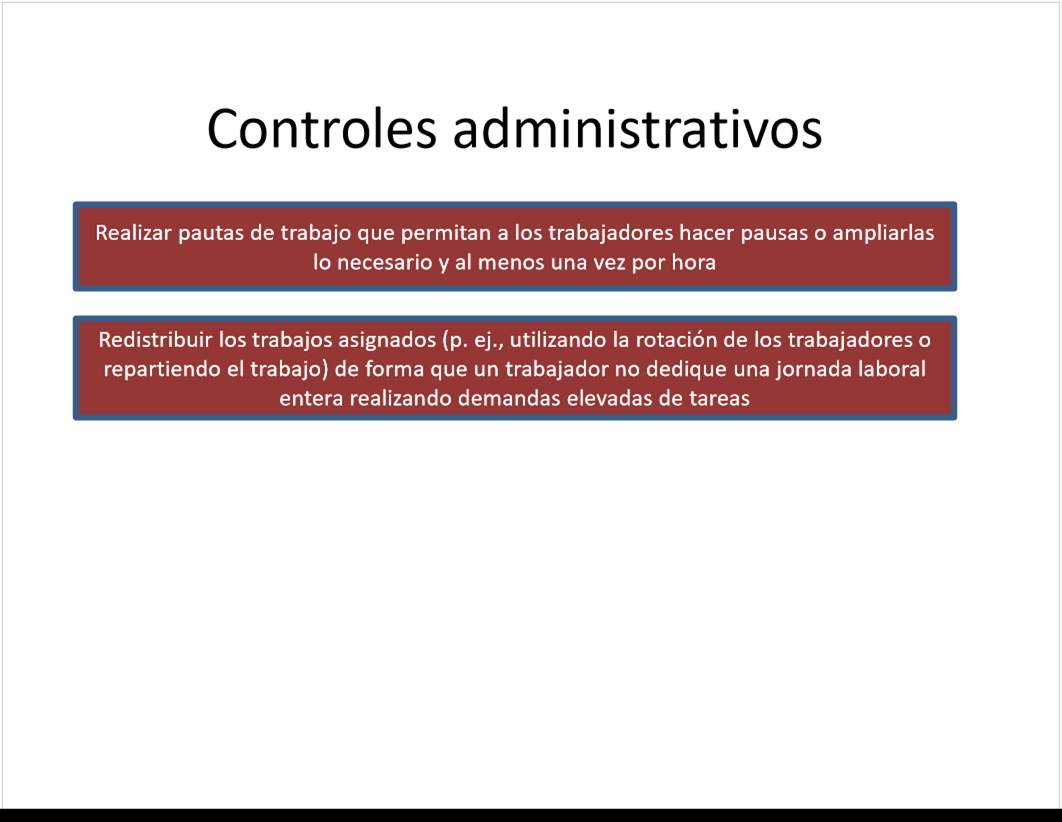 Controles administrativos
Realizar pautas de trabajo que permitan a los trabajadores hacer pausas o ampliarlas
lo necesario y al menos una vez por hora
Redistribuir los trabajos asignados (p. ej., utilizando la rotación de los trabajadores o
repartiendo el trabajo) de forma que un trabajador no dedique una jornada laboral
entera realizando demandas elevadas de tareas